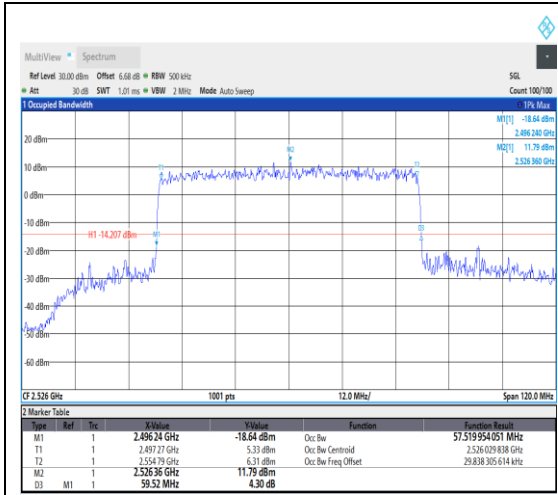 MultiView Spectrum
Ref Level 30.00 dBm Offset 6.68 dB RBW 500 kHz SGL
Att 30 dB SWT 1.01 ms VBW 2 MHz Mode Auto Sweep Count 100/100
1 Occupied Bandwidth 1Pk Max
M1[1] -18.64 dBm
2.496 240 GHz
M2[1] 11.79 dBm
2.526 360 GHz
20 dBm
M2
10 dBm
T1 T2
0 dBm
-10 dBm
H1 -14.207 dBm M1 D3
-20 dBm
-30 dBm
-40 dBm
-50 dBm
-60 dBm
CF 2.526 GHz 1001 pts 12.0 MHz/ Span 120.0 MHz
2 Marker Table
Type Ref Trc X-Value Y-Value Function Function Result
M1 1 2.496 24 GHz -18.64 dBm Occ Bw 57.519 954 051 MHz
T1 1 2.497 27 GHz 5.33 dBm Occ Bw Centroid 2.526 029 838 GHz
T2 1 2.554 79 GHz 6.31 dBm Occ Bw Freq Offset 29.838 305 614 kHz
M2 1 2.526 36 GHz 11.79 dBm
D3 M1 1 59.52 MHz 4.30 dB